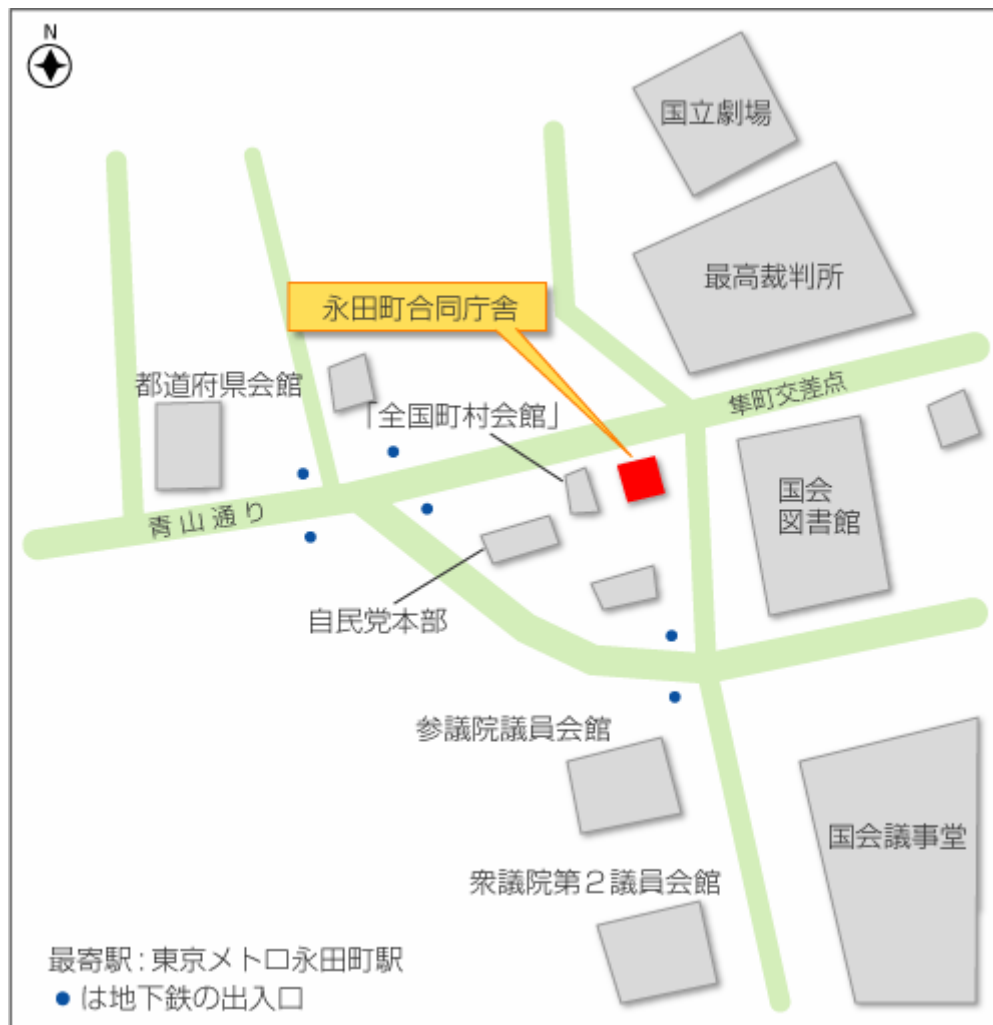 N
国立劇場
最高裁判所
永田町合同庁舎
都道府県会館
「全国町村会館」
隼町交差点
国会
図書館
青山通り
自民党本部
参議院議員会館
国会議事堂
衆議院第2議員会館
最寄駅:東京メトロ永田町駅
●は地下鉄の出入口